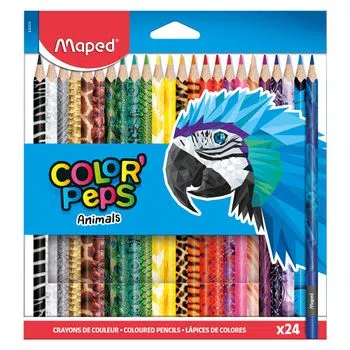 Maped
COLOR'
PePs
Animals
Maped
CRAYONS DE COULEUR • COLOURED PENCILS • LÁPICES DE COLORES
x24